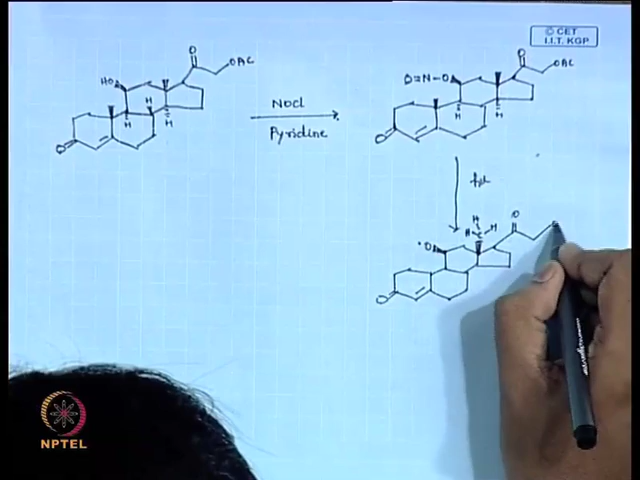 © CET
I.I.T. KGP
O
OAC
HO
H
H
H
O
NOCl
Pyridine
O
OAC
O=N-O
H
H
O
hν
H
H C H
O
•O
O
NPTEL